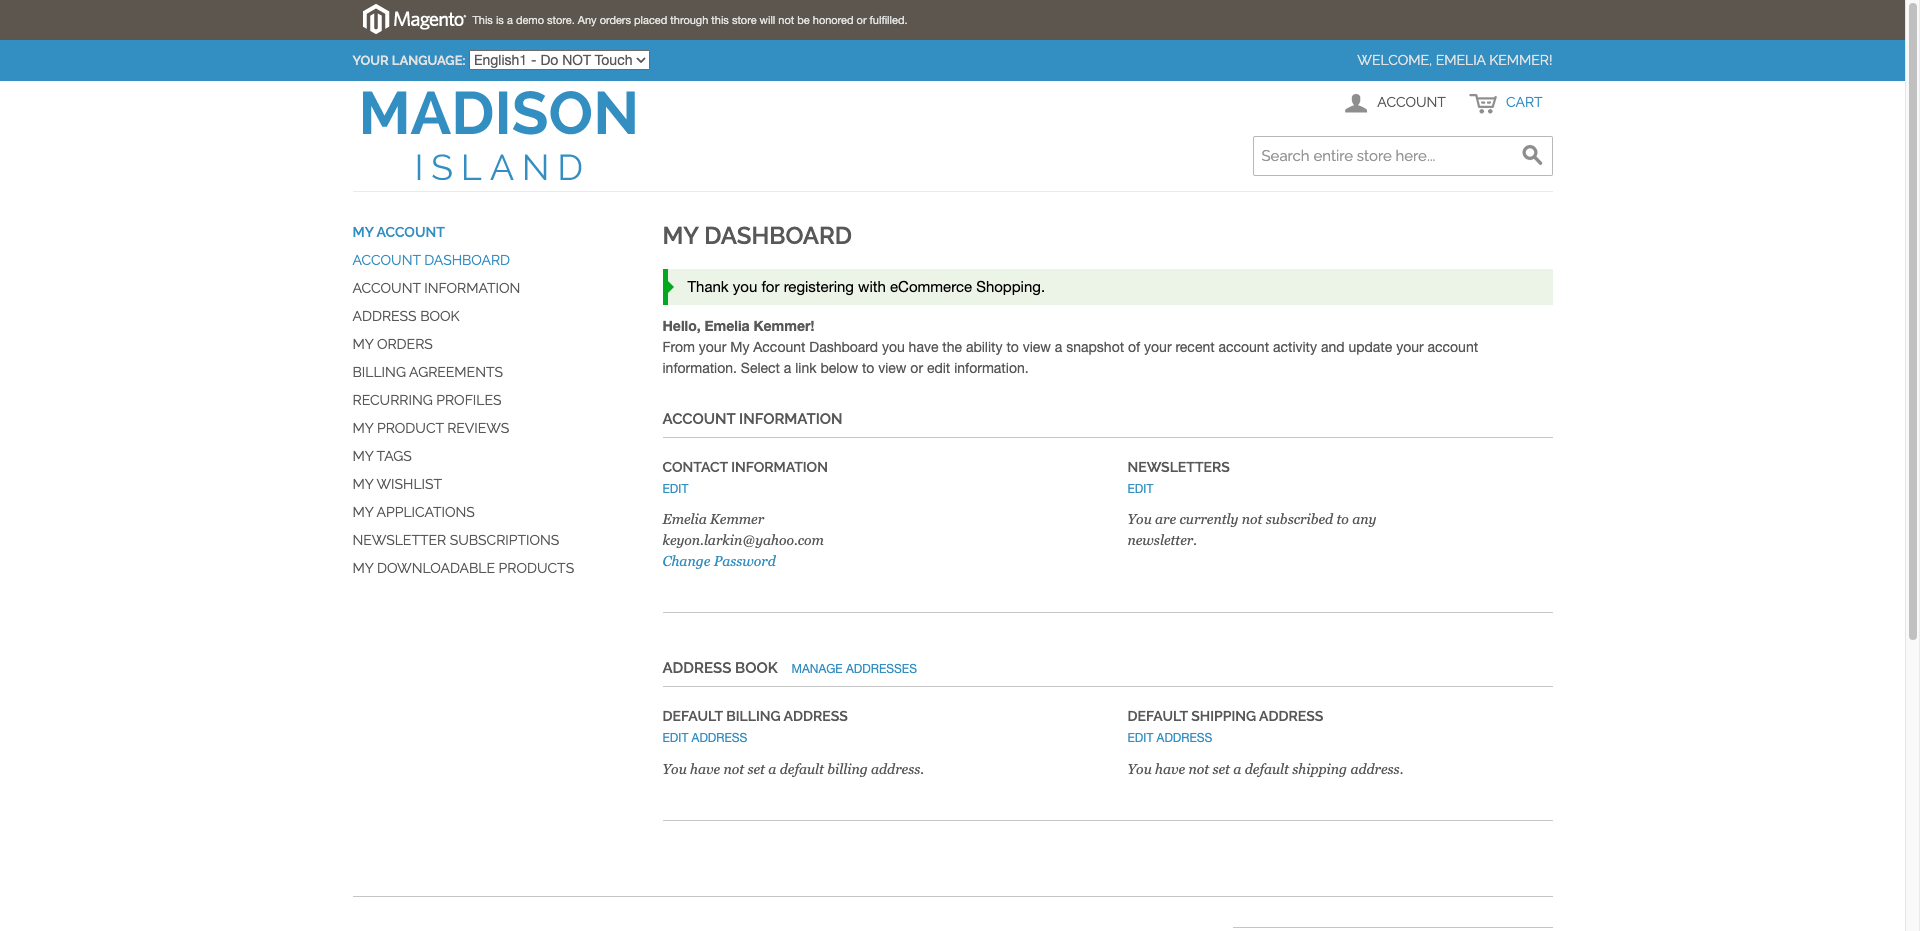 Magento® This is a demo store. Any orders placed through this store will not be honored or fulfilled.
YOUR LANGUAGE: English1 - Do NOT Touch
WELCOME, EMELIA KEMMER!
MADISON
ISLAND
ACCOUNT
CART
Search entire store here...
MY ACCOUNT
ACCOUNT DASHBOARD
ACCOUNT INFORMATION
ADDRESS BOOK
MY ORDERS
BILLING AGREEMENTS
RECURRING PROFILES
MY PRODUCT REVIEWS
MY TAGS
MY WISHLIST
MY APPLICATIONS
NEWSLETTER SUBSCRIPTIONS
MY DOWNLOADABLE PRODUCTS
MY DASHBOARD
Thank you for registering with eCommerce Shopping.
Hello, Emelia Kemmer!
From your My Account Dashboard you have the ability to view a snapshot of your recent account activity and update your account
information. Select a link below to view or edit information.
ACCOUNT INFORMATION
CONTACT INFORMATION
EDIT
Emelia Kemmer
keyon.larkin@yahoo.com
Change Password
NEWSLETTERS
EDIT
You are currently not subscribed to any
newsletter.
ADDRESS BOOK MANAGE ADDRESSES
DEFAULT BILLING ADDRESS
EDIT ADDRESS
You have not set a default billing address.
DEFAULT SHIPPING ADDRESS
EDIT ADDRESS
You have not set a default shipping address.